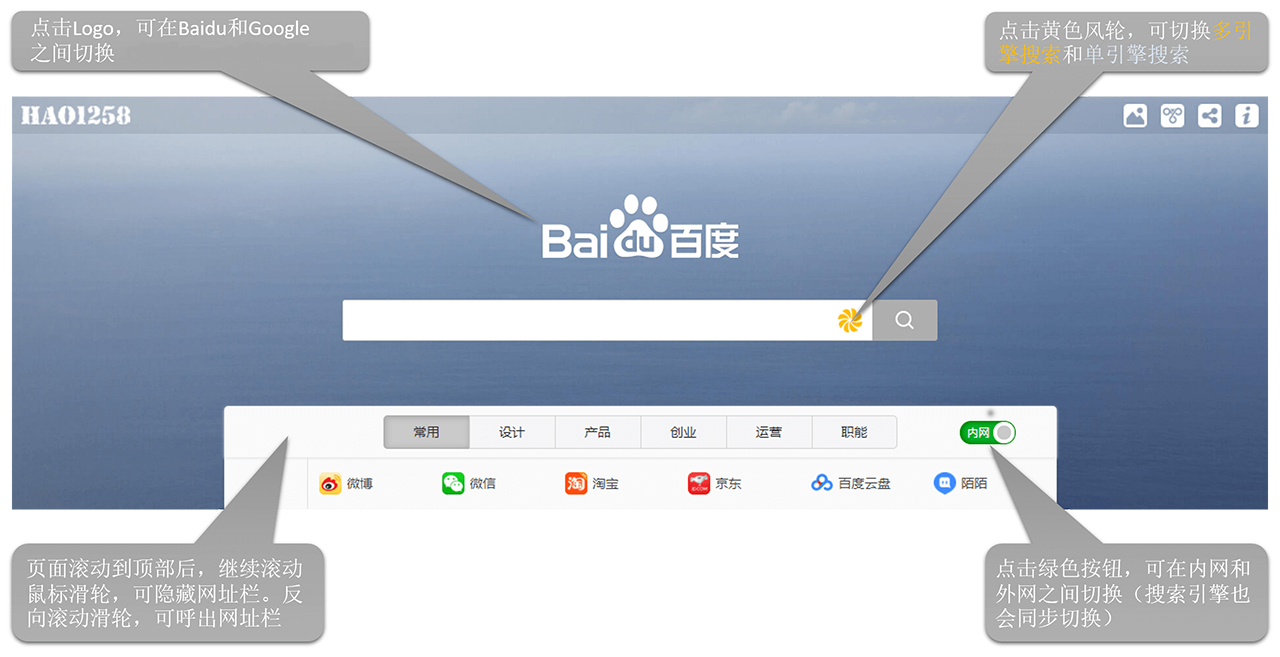 点击Logo，可在Baidu和Google
之间切换
点击黄色风轮，可切换多引
擎搜索和单引擎搜索
HAO1258
Bai du 百度
常用 设计 产品 创业 运营 职能 内网
微博 微信 淘 淘宝 JD.COM 京东 百度云盘 陌陌
页面滚动到顶部后，继续滚动
鼠标滑轮，可隐藏网址栏。反
向滚动滑轮，可呼出网址栏
点击绿色按钮，可在内网和
外网之间切换（搜索引擎也
会同步切换）